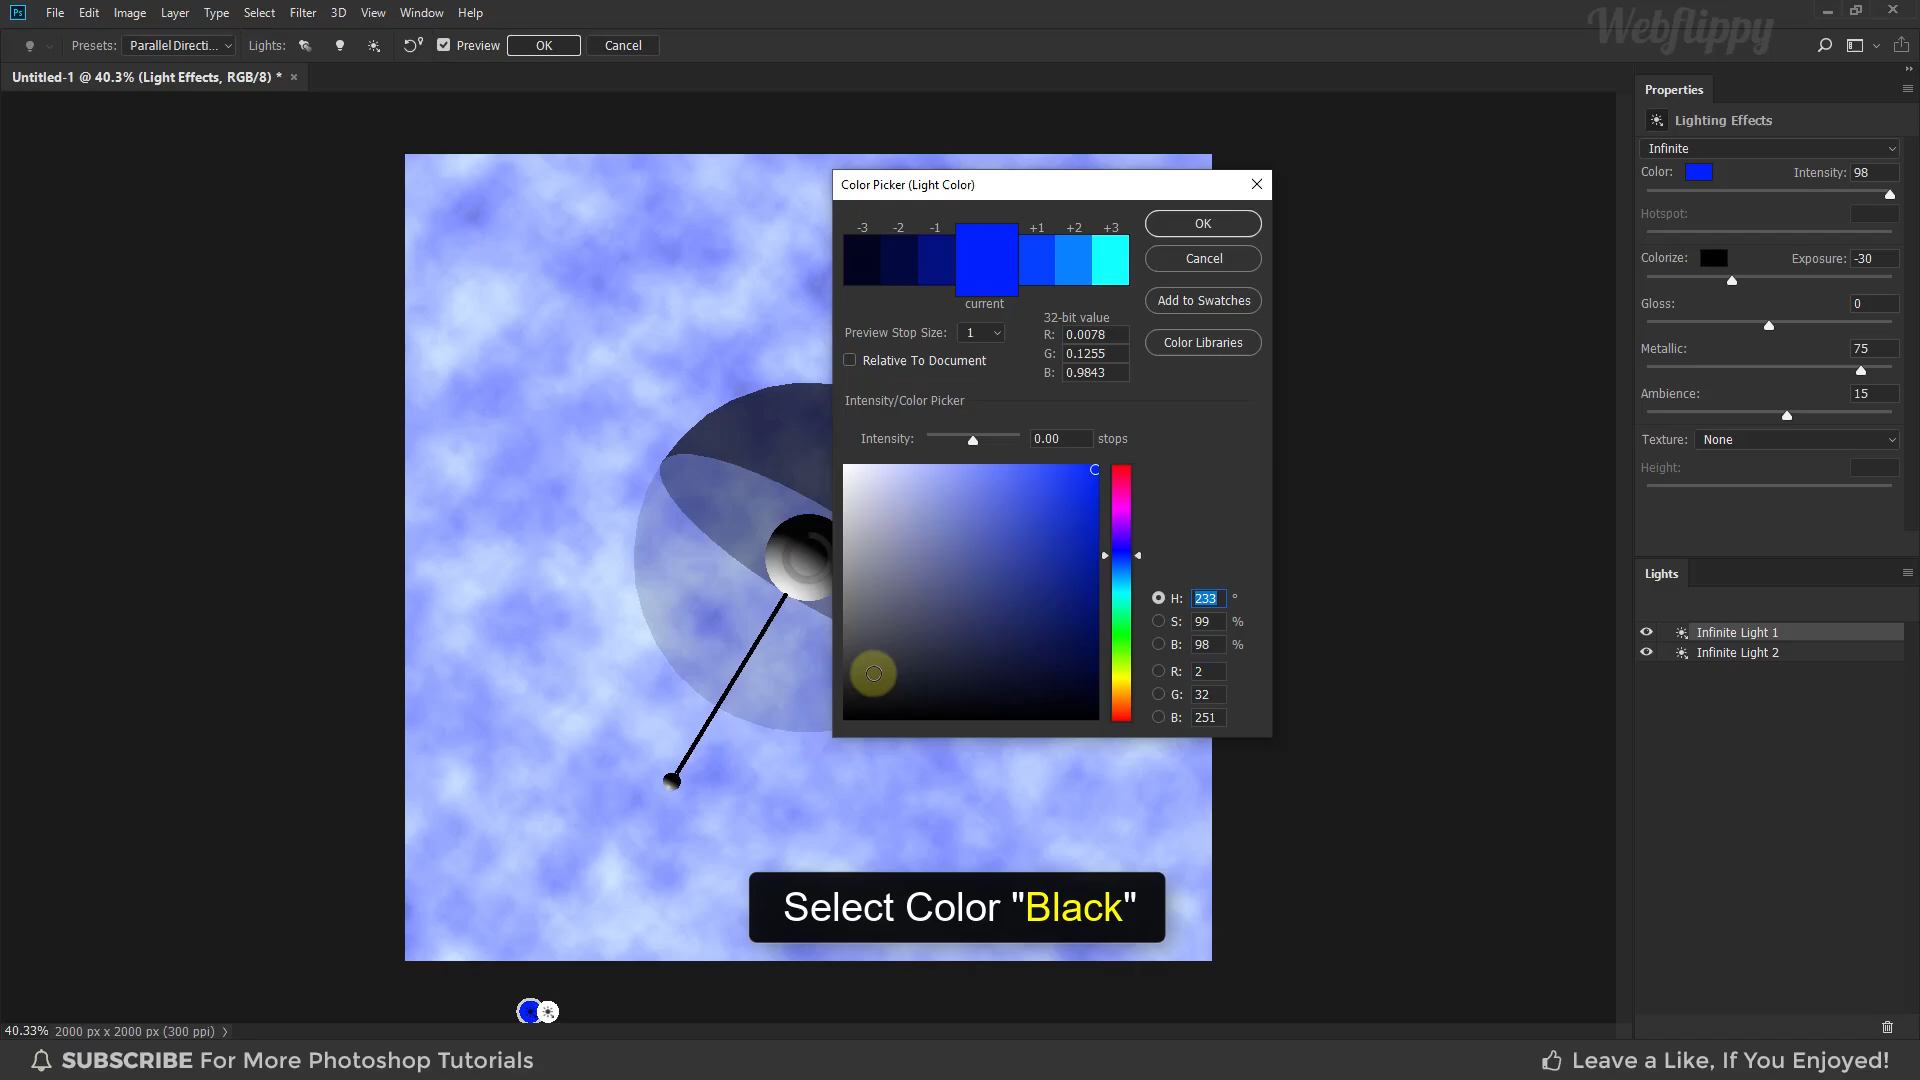 Ps File Edit Image Layer Type Select Filter 3D View Window Help
Webflippy
Presets: Parallel Directi... Lights: Preview OK Cancel
Untitled-1 @ 40.3% (Light Effects, RGB/8) * ×
Properties
Lighting Effects
Infinite
Color: Intensity: 98
Hotspot:
Colorize: Exposure: -30
Gloss: 0
Metallic: 75
Ambience: 15
Texture: None
Height:
Color Picker (Light Color)
-3 -2 -1 +1 +2 +3
current
OK
Cancel
Add to Swatches
Color Libraries
Preview Stop Size: 1
Relative To Document
32-bit value
R: 0.0078
G: 0.1255
B: 0.9843
Intensity/Color Picker
Intensity: 0.00 stops
H: 233 °
S: 99 %
B: 98 %
R: 2
G: 32
B: 251
Lights
Infinite Light 1
Infinite Light 2
Select Color "Black"
40.33% 2000 px x 2000 px (300 ppi)
SUBSCRIBE For More Photoshop Tutorials
Leave a Like, If You Enjoyed!